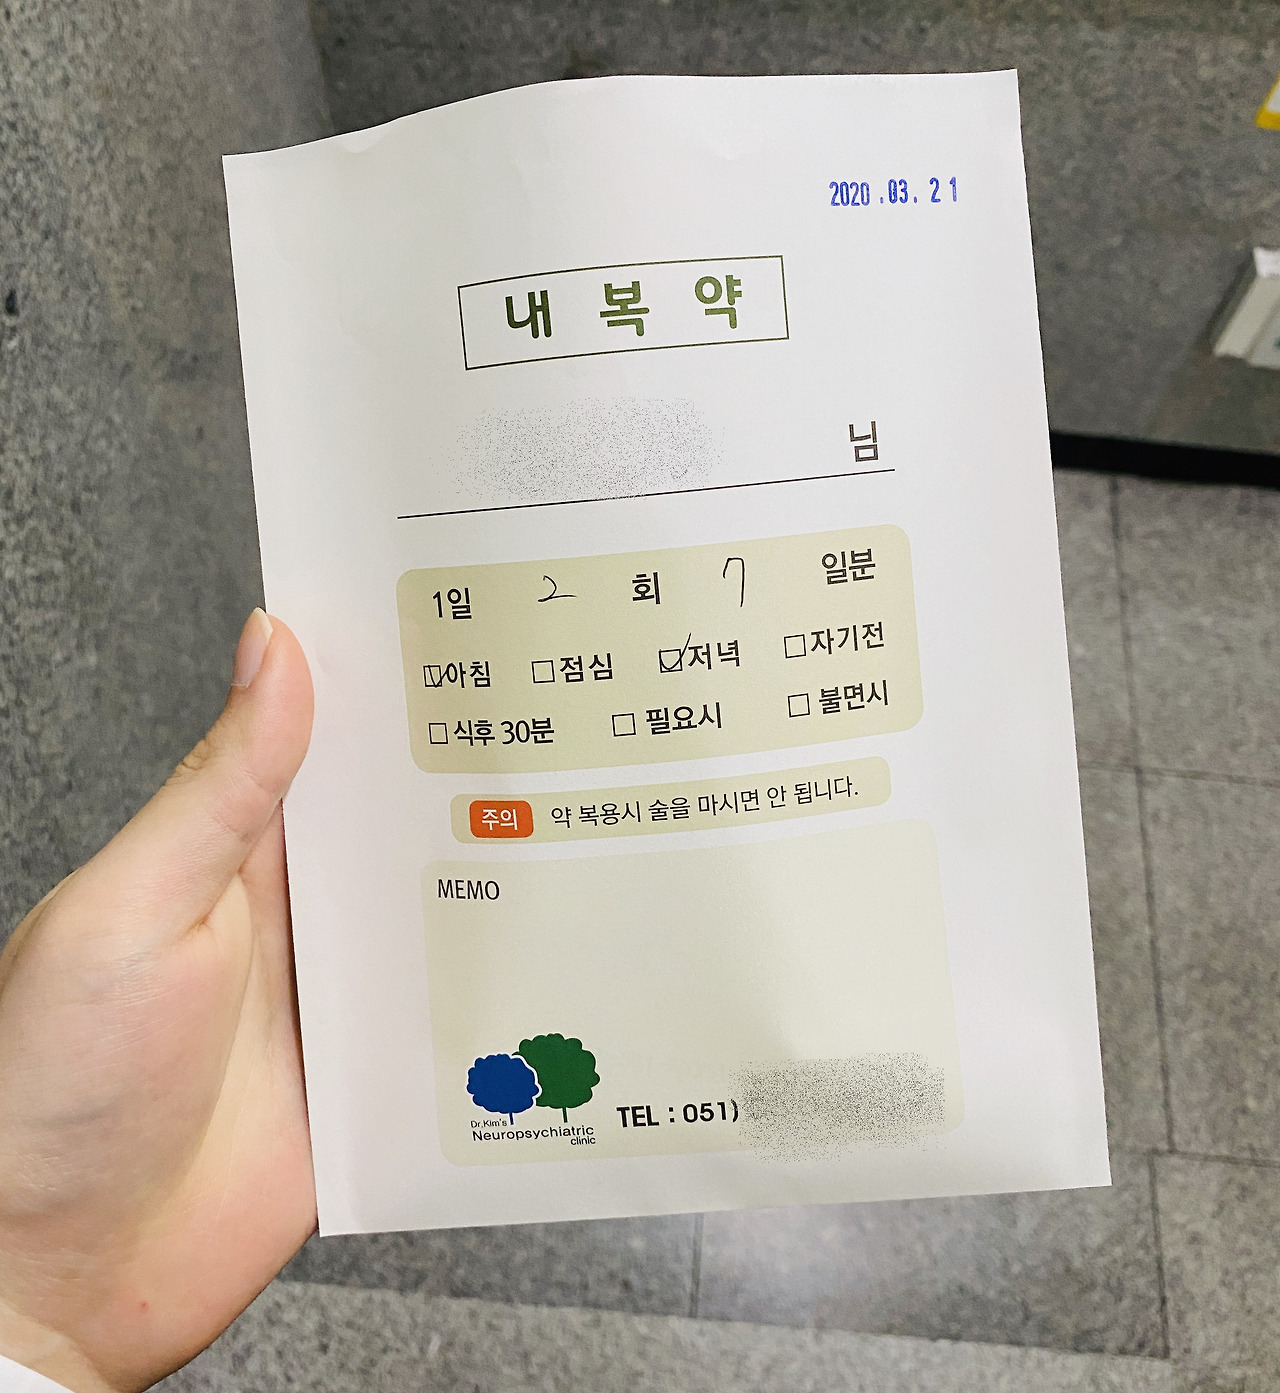 2020.03.21
내 복 약
님
1일 2 회 7 일분
아침 점심 저녁 자기전
식후 30분 필요시 불면시
주의 약 복용시 술을 마시면 안 됩니다.
MEMO
Dr.Kim's
Neuropsychiatric
clinic
TEL : 051)